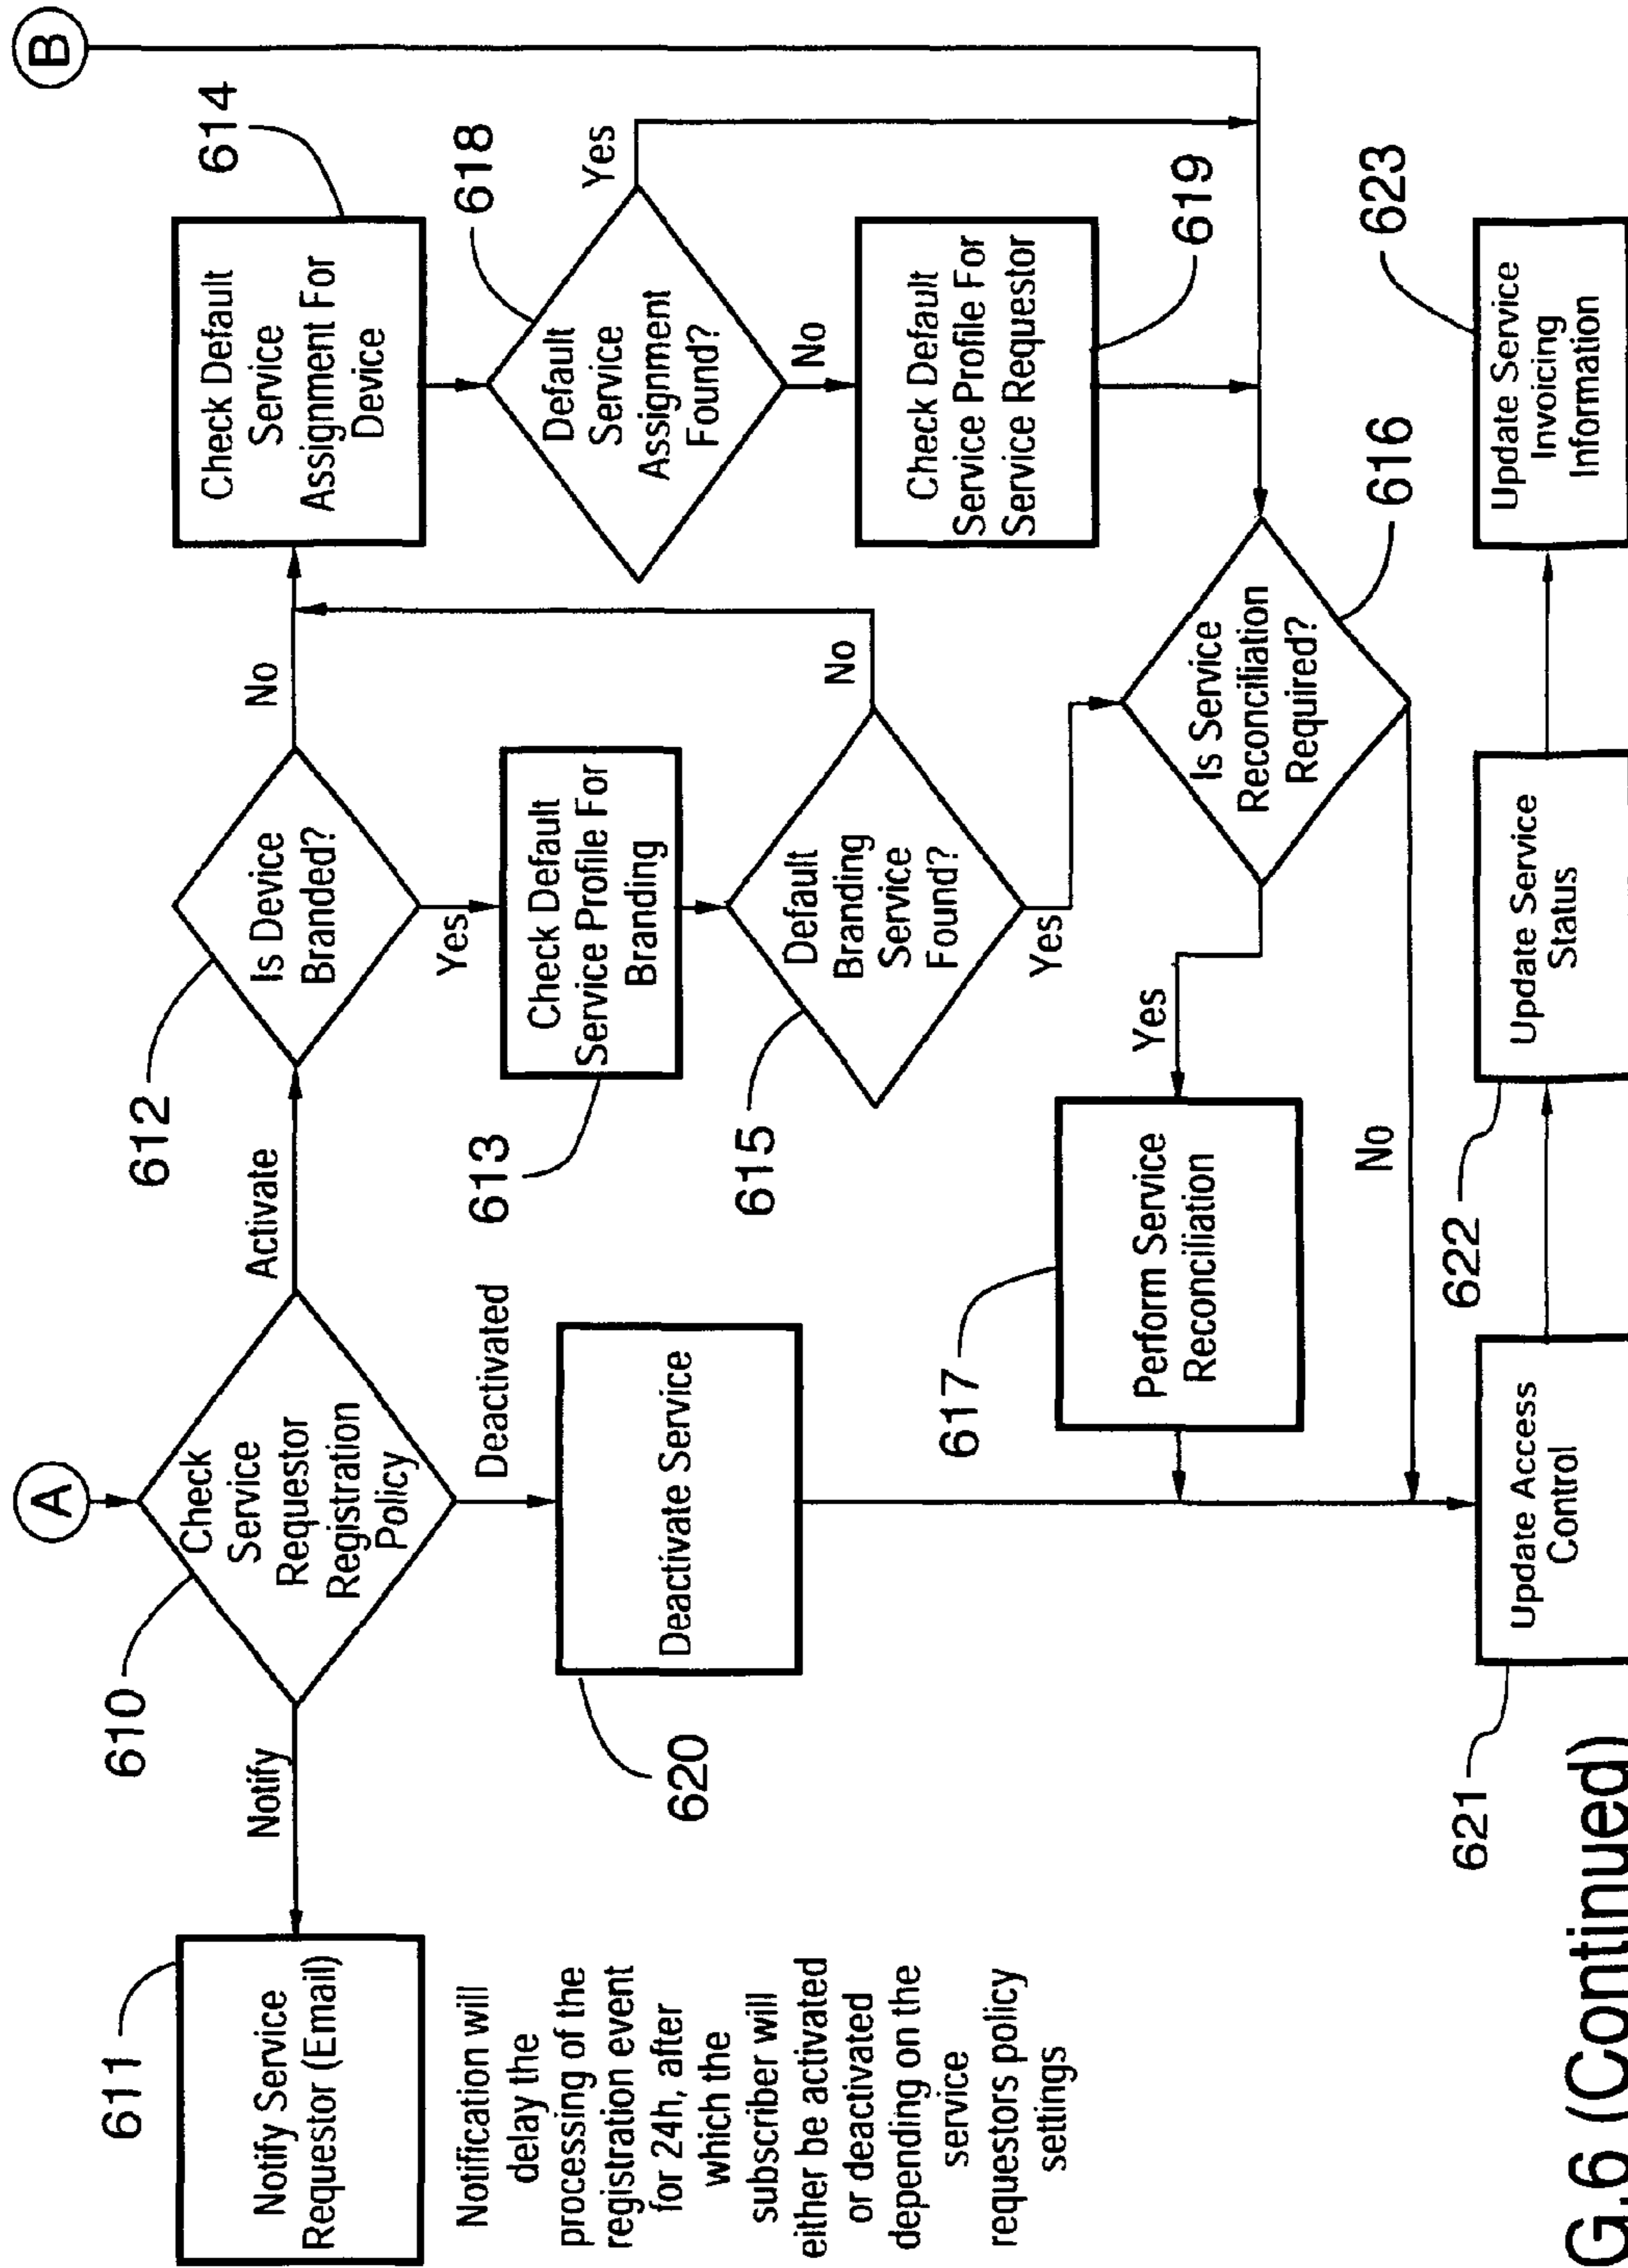 A
B
610
Check
Service
Requestor
Registration
Policy
Notify
611
Notify Service
Requestor (Email)
Notification will
delay the
processing of the
registration event
for 24h, after
which the
subscriber will
either be activated
or deactivated
depending on the
service
requestors policy
settings
Activate
612
Is Device
Branded?
No
Yes
614
Check Default
Service
Assignment For
Device
613
Check Default
Service Profile For
Branding
618
Default
Service
Assignment
Found?
Yes
No
615
Default
Branding
Service
Found?
No
Yes
619
Check Default
Service Profile For
Service Requestor
Deactivated
620
Deactivate Service
616
Is Service
Reconciliation
Required?
Yes
No
617
Perform Service
Reconciliation
621
Update Access
Control
622
Update Service
Status
623
Update Service
Invoicing
Information
G.6 (Continued)